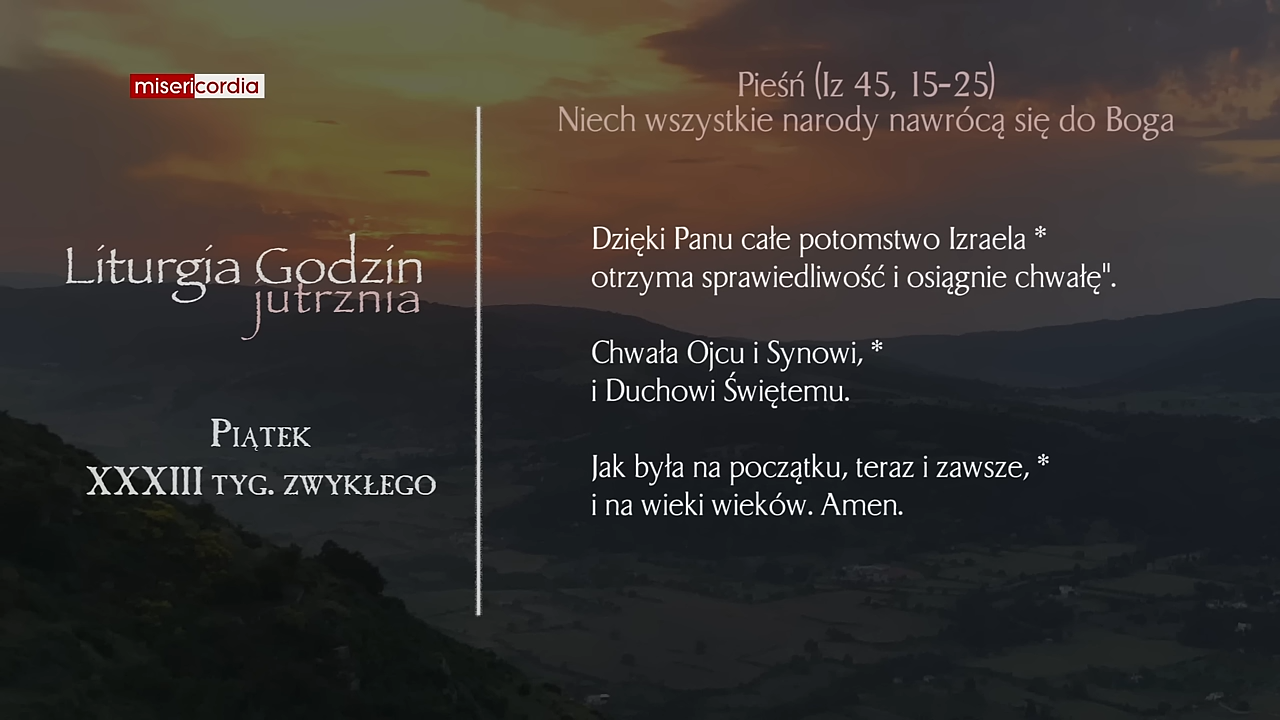 misericordia
Liturgia Godzin
jutrznia
Piątek
XXXIII tyg. zwykłego
Pieśń (Iz 45, 15-25)
Niech wszystkie narody nawrócą się do Boga
Dzięki Panu całe potomstwo Izraela *
otrzyma sprawiedliwość i osiągnie chwałę".
Chwała Ojcu i Synowi, *
i Duchowi Świętemu.
Jak była na początku, teraz i zawsze, *
i na wieki wieków. Amen.